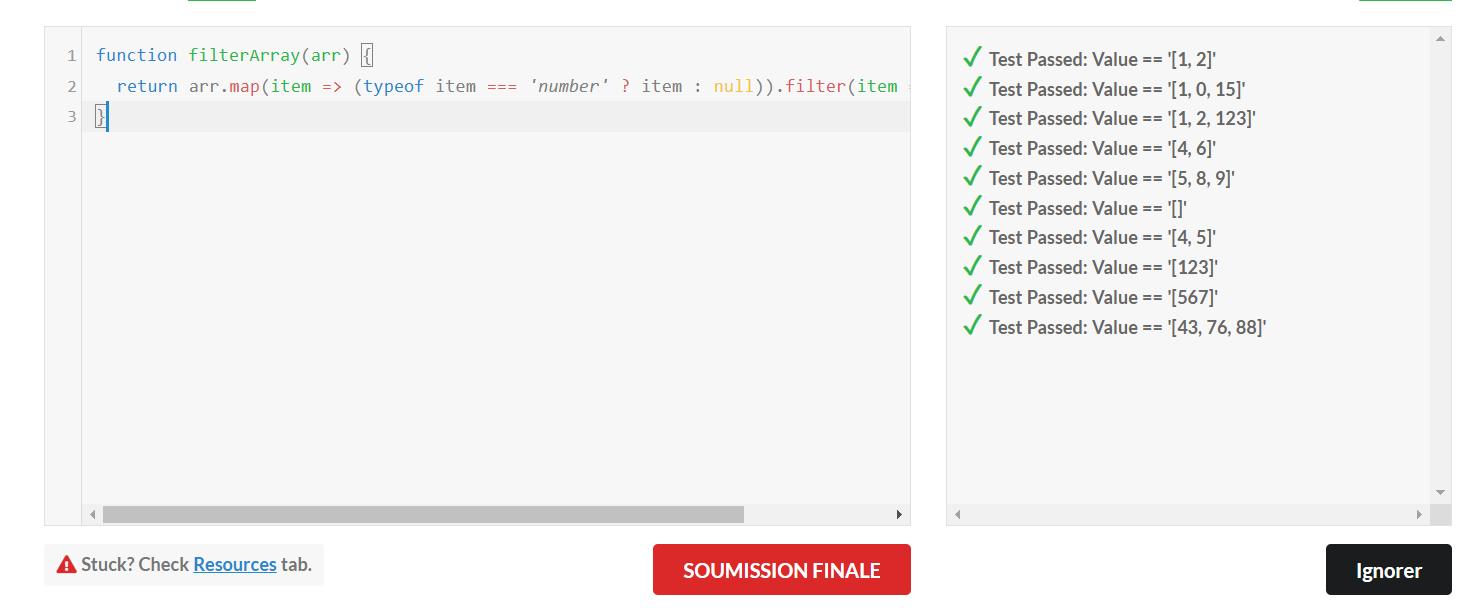 1 function filterArray(arr) {
2 return arr.map(item => (typeof item === 'number' ? item : null)).filter(item
3 }
Test Passed: Value == '[1, 2]'
Test Passed: Value == '[1, 0, 15]'
Test Passed: Value == '[1, 2, 123]'
Test Passed: Value == '[4, 6]'
Test Passed: Value == '[5, 8, 9]'
Test Passed: Value == '[]'
Test Passed: Value == '[4, 5]'
Test Passed: Value == '[123]'
Test Passed: Value == '[567]'
Test Passed: Value == '[43, 76, 88]'
Stuck? Check Resources tab.
SOUMISSION FINALE
Ignorer